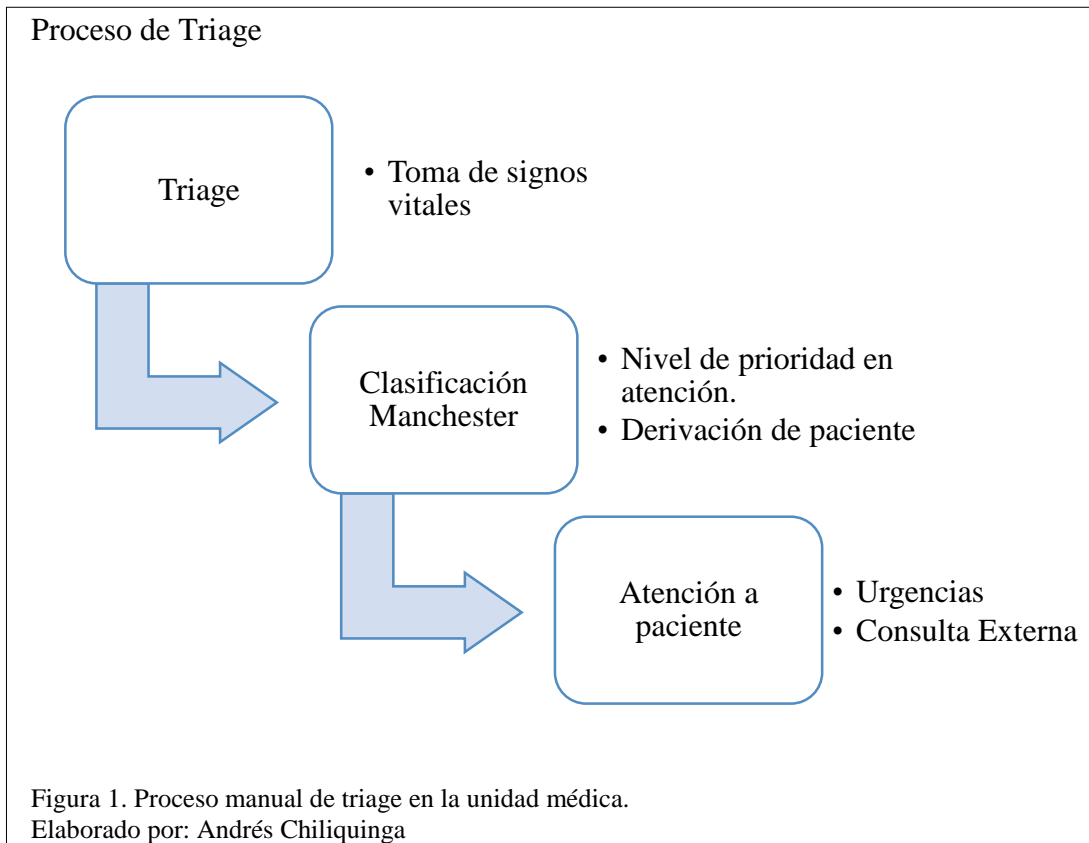 Proceso de Triage
Triage
• Toma de signos
vitales
Clasificación
Manchester
• Nivel de prioridad en
atención.
• Derivación de paciente
Atención a
paciente
• Urgencias
• Consulta Externa
Figura 1. Proceso manual de triage en la unidad médica.
Elaborado por: Andrés Chiliquinga